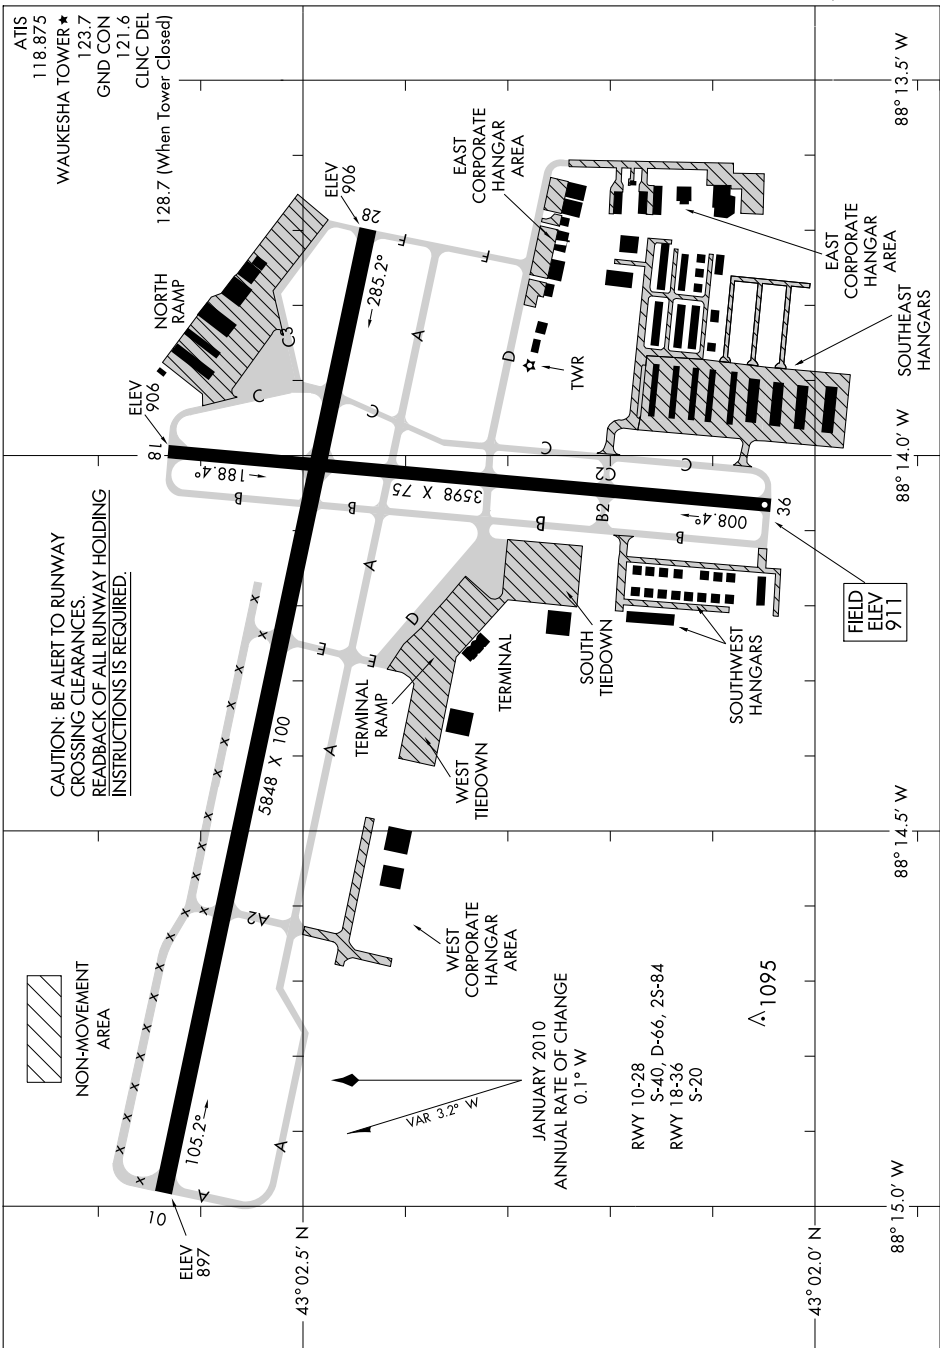 ATIS
118.875
WAUKESHA TOWER★
123.7
GND CON
121.6
CLNC DEL
128.7 (When Tower Closed)
CAUTION: BE ALERT TO RUNWAY
CROSSING CLEARANCES.
READBACK OF ALL RUNWAY HOLDING
INSTRUCTIONS IS REQUIRED.
NON-MOVEMENT
AREA
NORTH
RAMP
ELEV
906
18
188.4°
ELEV
906
28
285.2°
C3
C
C
C
C2
C
C
F
F
A
D
EAST
CORPORATE
HANGAR
AREA
TWR
EAST
CORPORATE
HANGAR
AREA
SOUTHEAST
HANGARS
B
B
B
B2
B
3598 X 75
008.4°
36
FIELD
ELEV
911
5848 X 100
A
E
E
D
A
TERMINAL
RAMP
TERMINAL
SOUTH
TIEDOWN
WEST
TIEDOWN
SOUTHWEST
HANGARS
A2
WEST
CORPORATE
HANGAR
AREA
105.2°
10
ELEV
897
A
A
VAR 3.2° W
JANUARY 2010
ANNUAL RATE OF CHANGE
0.1° W
RWY 10-28
S-40, D-66, 2S-84
RWY 18-36
S-20
1095
43°02.5' N
43°02.0' N
88°15.0' W
88°14.5' W
88°14.0' W
88°13.5' W